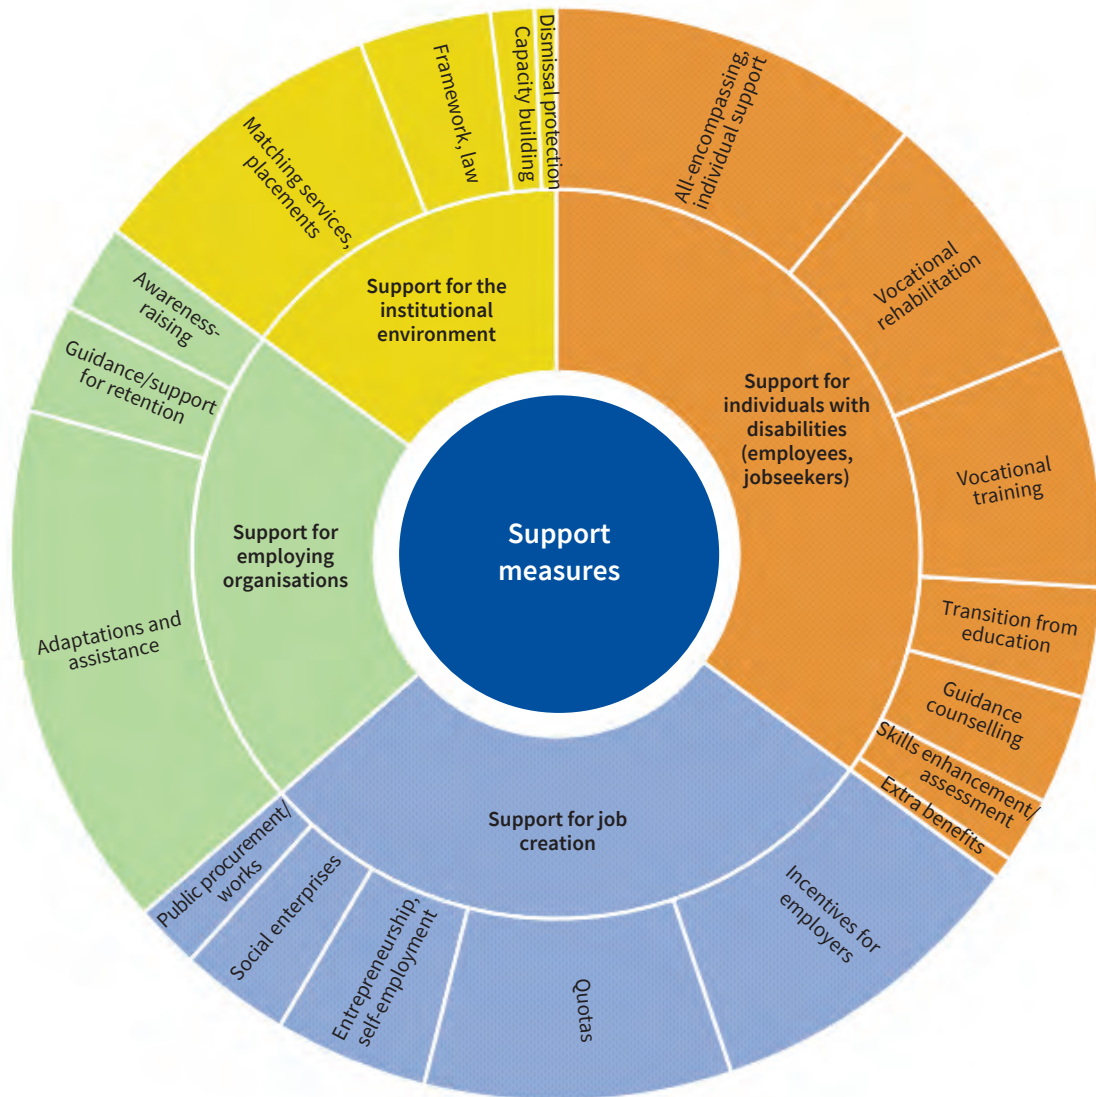 Support
measures
Support for
individuals with
disabilities
(employees,
jobseekers)
All-encompassing,
individual support
Vocational
rehabilitation
Vocational
training
Transition from
education
Guidance
counselling
Skills enhancement/
assessment
Extra benefits
Support for job
creation
Incentives for
employers
Quotas
Entrepreneurship,
self-employment
Social enterprises
Public procurement/
works
Support for
employing
organisations
Adaptations and
assistance
Guidance/support
for retention
Awareness-
raising
Support for the
institutional
environment
Matching services,
placements
Framework, law
Capacity building
Dismissal protection